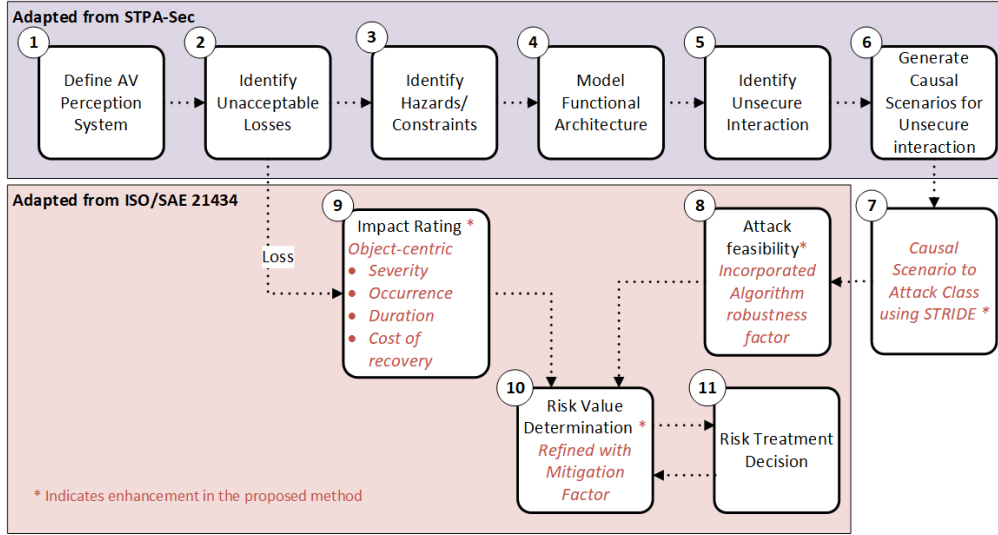 Adapted from STPA-Sec
1
Define AV
Perception
System
2
Identify
Unacceptable
Losses
3
Identify
Hazards/
Constraints
4
Model
Functional
Architecture
5
Identify
Unsecure
Interaction
6
Generate
Causal
Scenarios for
Unsecure
interaction
Adapted from ISO/SAE 21434
Loss
9
Impact Rating *
Object-centric
● Severity
● Occurrence
● Duration
● Cost of
recovery
8
Attack
feasibility*
Incorporated
Algorithm
robustness
factor
7
Causal
Scenario to
Attack Class
using STRIDE *
10
Risk Value
Determination *
Refined with
Mitigation
Factor
11
Risk Treatment
Decision
* Indicates enhancement in the proposed method